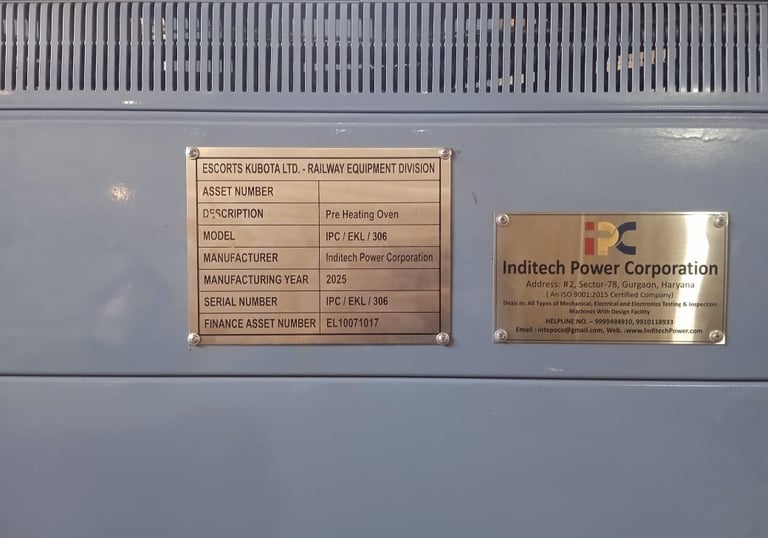 ESCORTS KUBOTA LTD. - RAILWAY EQUIPMENT DIVISION
ASSET NUMBER
DESCRIPTION Pre Heating Oven
MODEL IPC / EKL / 306
MANUFACTURER Inditech Power Corporation
MANUFACTURING YEAR 2025
SERIAL NUMBER IPC / EKL / 306
FINANCE ASSET NUMBER EL10071017
IPC
Inditech Power Corporation
Address: #2, Sector-78, Gurgaon, Haryana
( An ISO 9001:2015 Certified Company)
Deals in: All Types of Mechanical, Electrical and Electronics Testing & Inspection
Machines With Design Facility
HELPLINE NO. – 9999494910, 9910118933
Email : intepoco@gmail.com, Web. :www.InditechPower.com